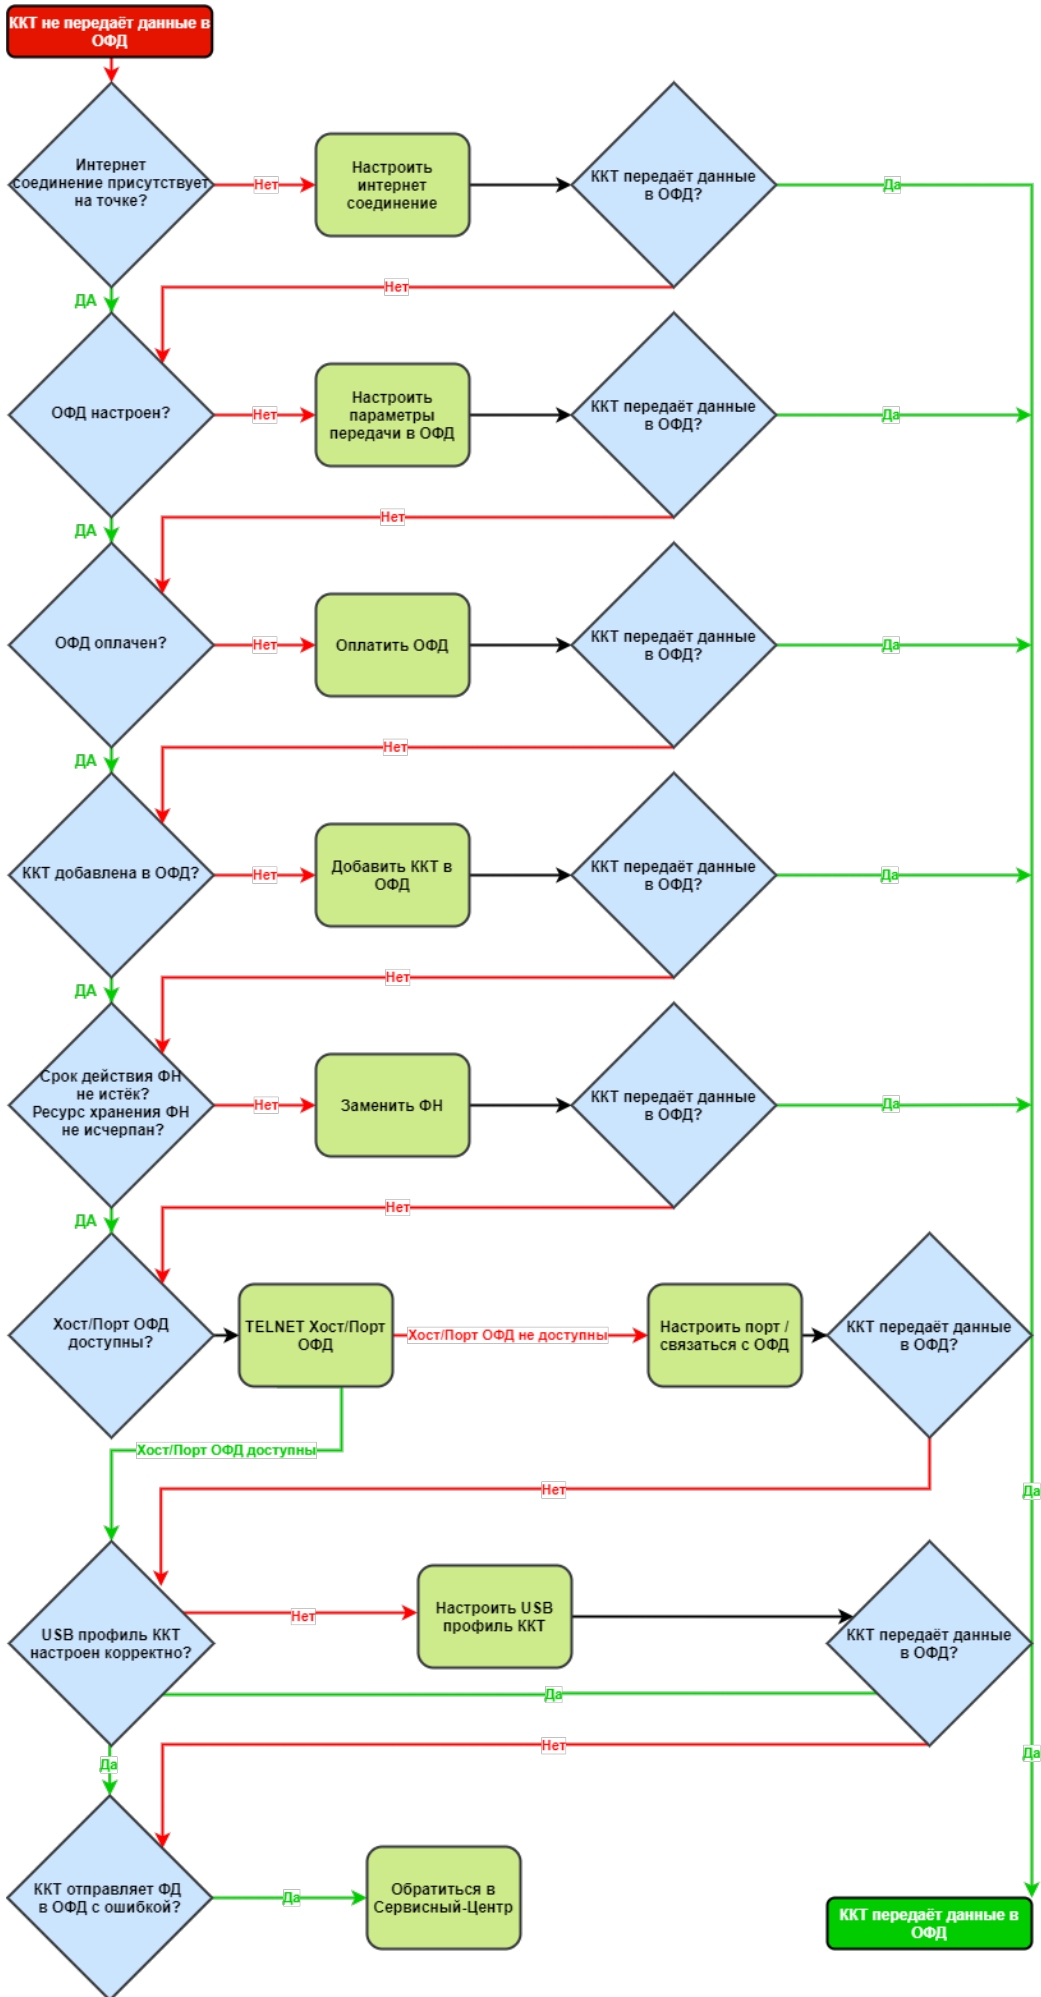 ККТ не передаёт данные в
ОФД
Интернет
соединение присутствует
на точке?
Нет
Настроить
интернет
соединение
ККТ передаёт данные
в ОФД?
Да
Нет
ДА
ОФД настроен?
Нет
Настроить
параметры
передачи в ОФД
ККТ передаёт данные
в ОФД?
Да
Нет
ДА
ОФД оплачен?
Нет
Оплатить ОФД
ККТ передаёт данные
в ОФД?
Да
Нет
ДА
ККТ добавлена в ОФД?
Нет
Добавить ККТ в
ОФД
ККТ передаёт данные
в ОФД?
Да
Нет
ДА
Срок действия ФН
не истёк?
Ресурс хранения ФН
не исчерпан?
Нет
Заменить ФН
ККТ передаёт данные
в ОФД?
Да
Нет
ДА
Хост/Порт ОФД
доступны?
TELNET Хост/Порт
ОФД
Хост/Порт ОФД не доступны
Настроить порт /
связаться с ОФД
ККТ передаёт данные
в ОФД?
Хост/Порт ОФД доступны
Нет
Да
USB профиль ККТ
настроен корректно?
Нет
Настроить USB
профиль ККТ
ККТ передаёт данные
в ОФД?
Да
Нет
Да
Да
ККТ отправляет ФД
в ОФД с ошибкой?
Да
Обратиться в
Сервисный-Центр
ККТ передаёт данные в
ОФД